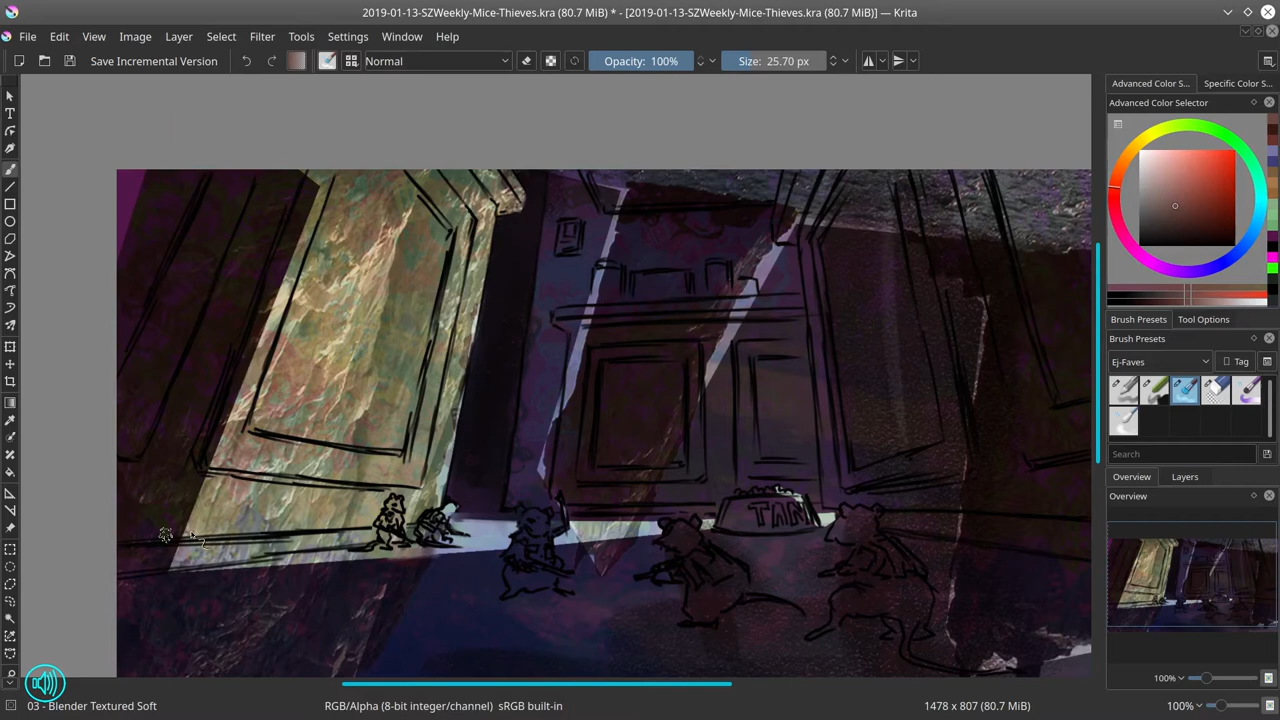 2019-01-13-SZWeekly-Mice-Thieves.kra (80.7 MiB) * - [2019-01-13-SZWeekly-Mice-Thieves.kra (80.7 MiB)] — Krita
File Edit View Image Layer Select Filter Tools Settings Window Help
Save Incremental Version Normal Opacity: 100% Size: 25.70 px
Advanced Color S... Specific Color S...
Advanced Color Selector
Brush Presets Tool Options
Brush Presets
Ej-Faves Tag
Search
Overview Layers
Overview
TAM
100%
03 - Blender Textured Soft RGB/Alpha (8-bit integer/channel) sRGB built-in 1478 x 807 (80.7 MiB) 100%